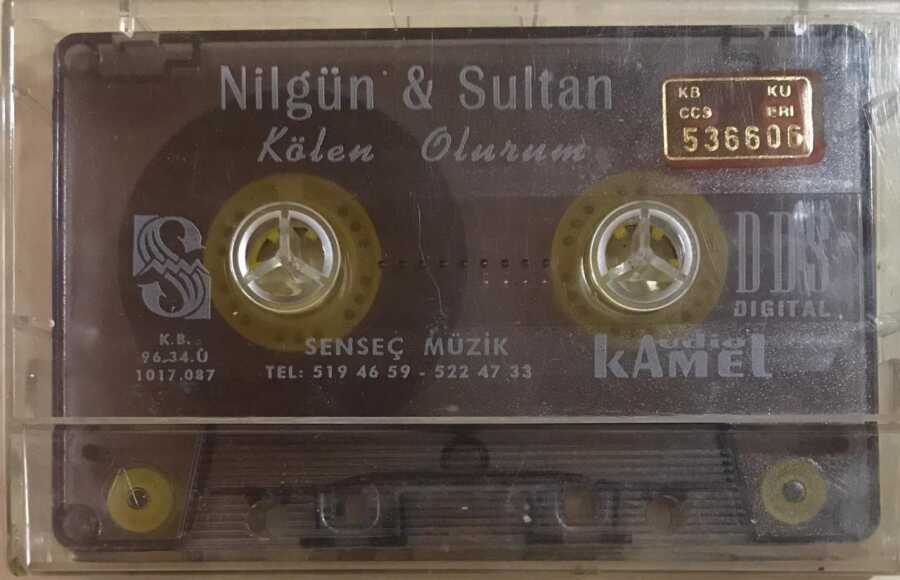 Nilgün & Sultan
Kölen Olurum
KB KU
CCS ERI
536606
DDS
DIGITAL
K.B.
96.34.Ü
1017.087
SENSEÇ MÜZİK
TEL: 519 46 59 - 522 47 33
audio
kAMEL